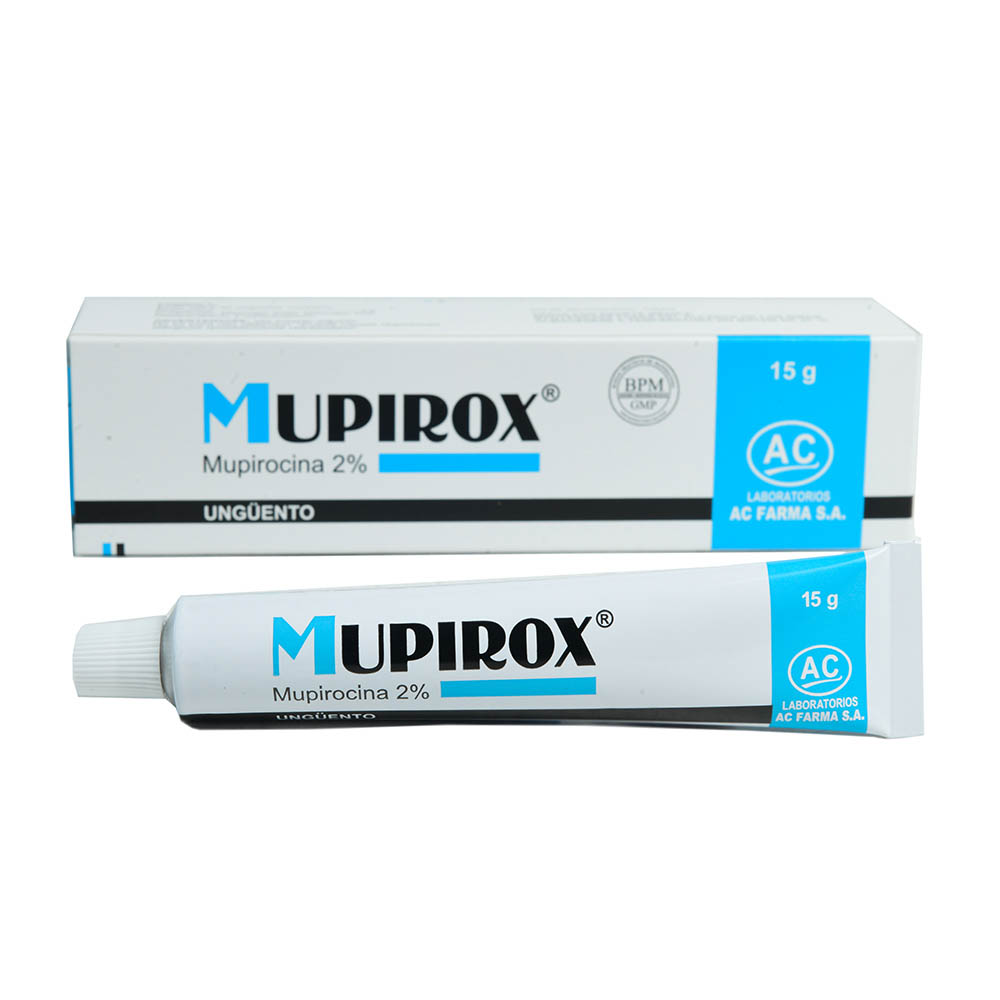 MUPIROX®
Mupirocina 2%
UNGÜENTO
BPM
GMP
15 g
AC
LABORATORIOS
AC FARMA S.A.
MUPIROX®
Mupirocina 2%
UNGÜENTO
15 g
AC
LABORATORIOS
AC FARMA S.A.